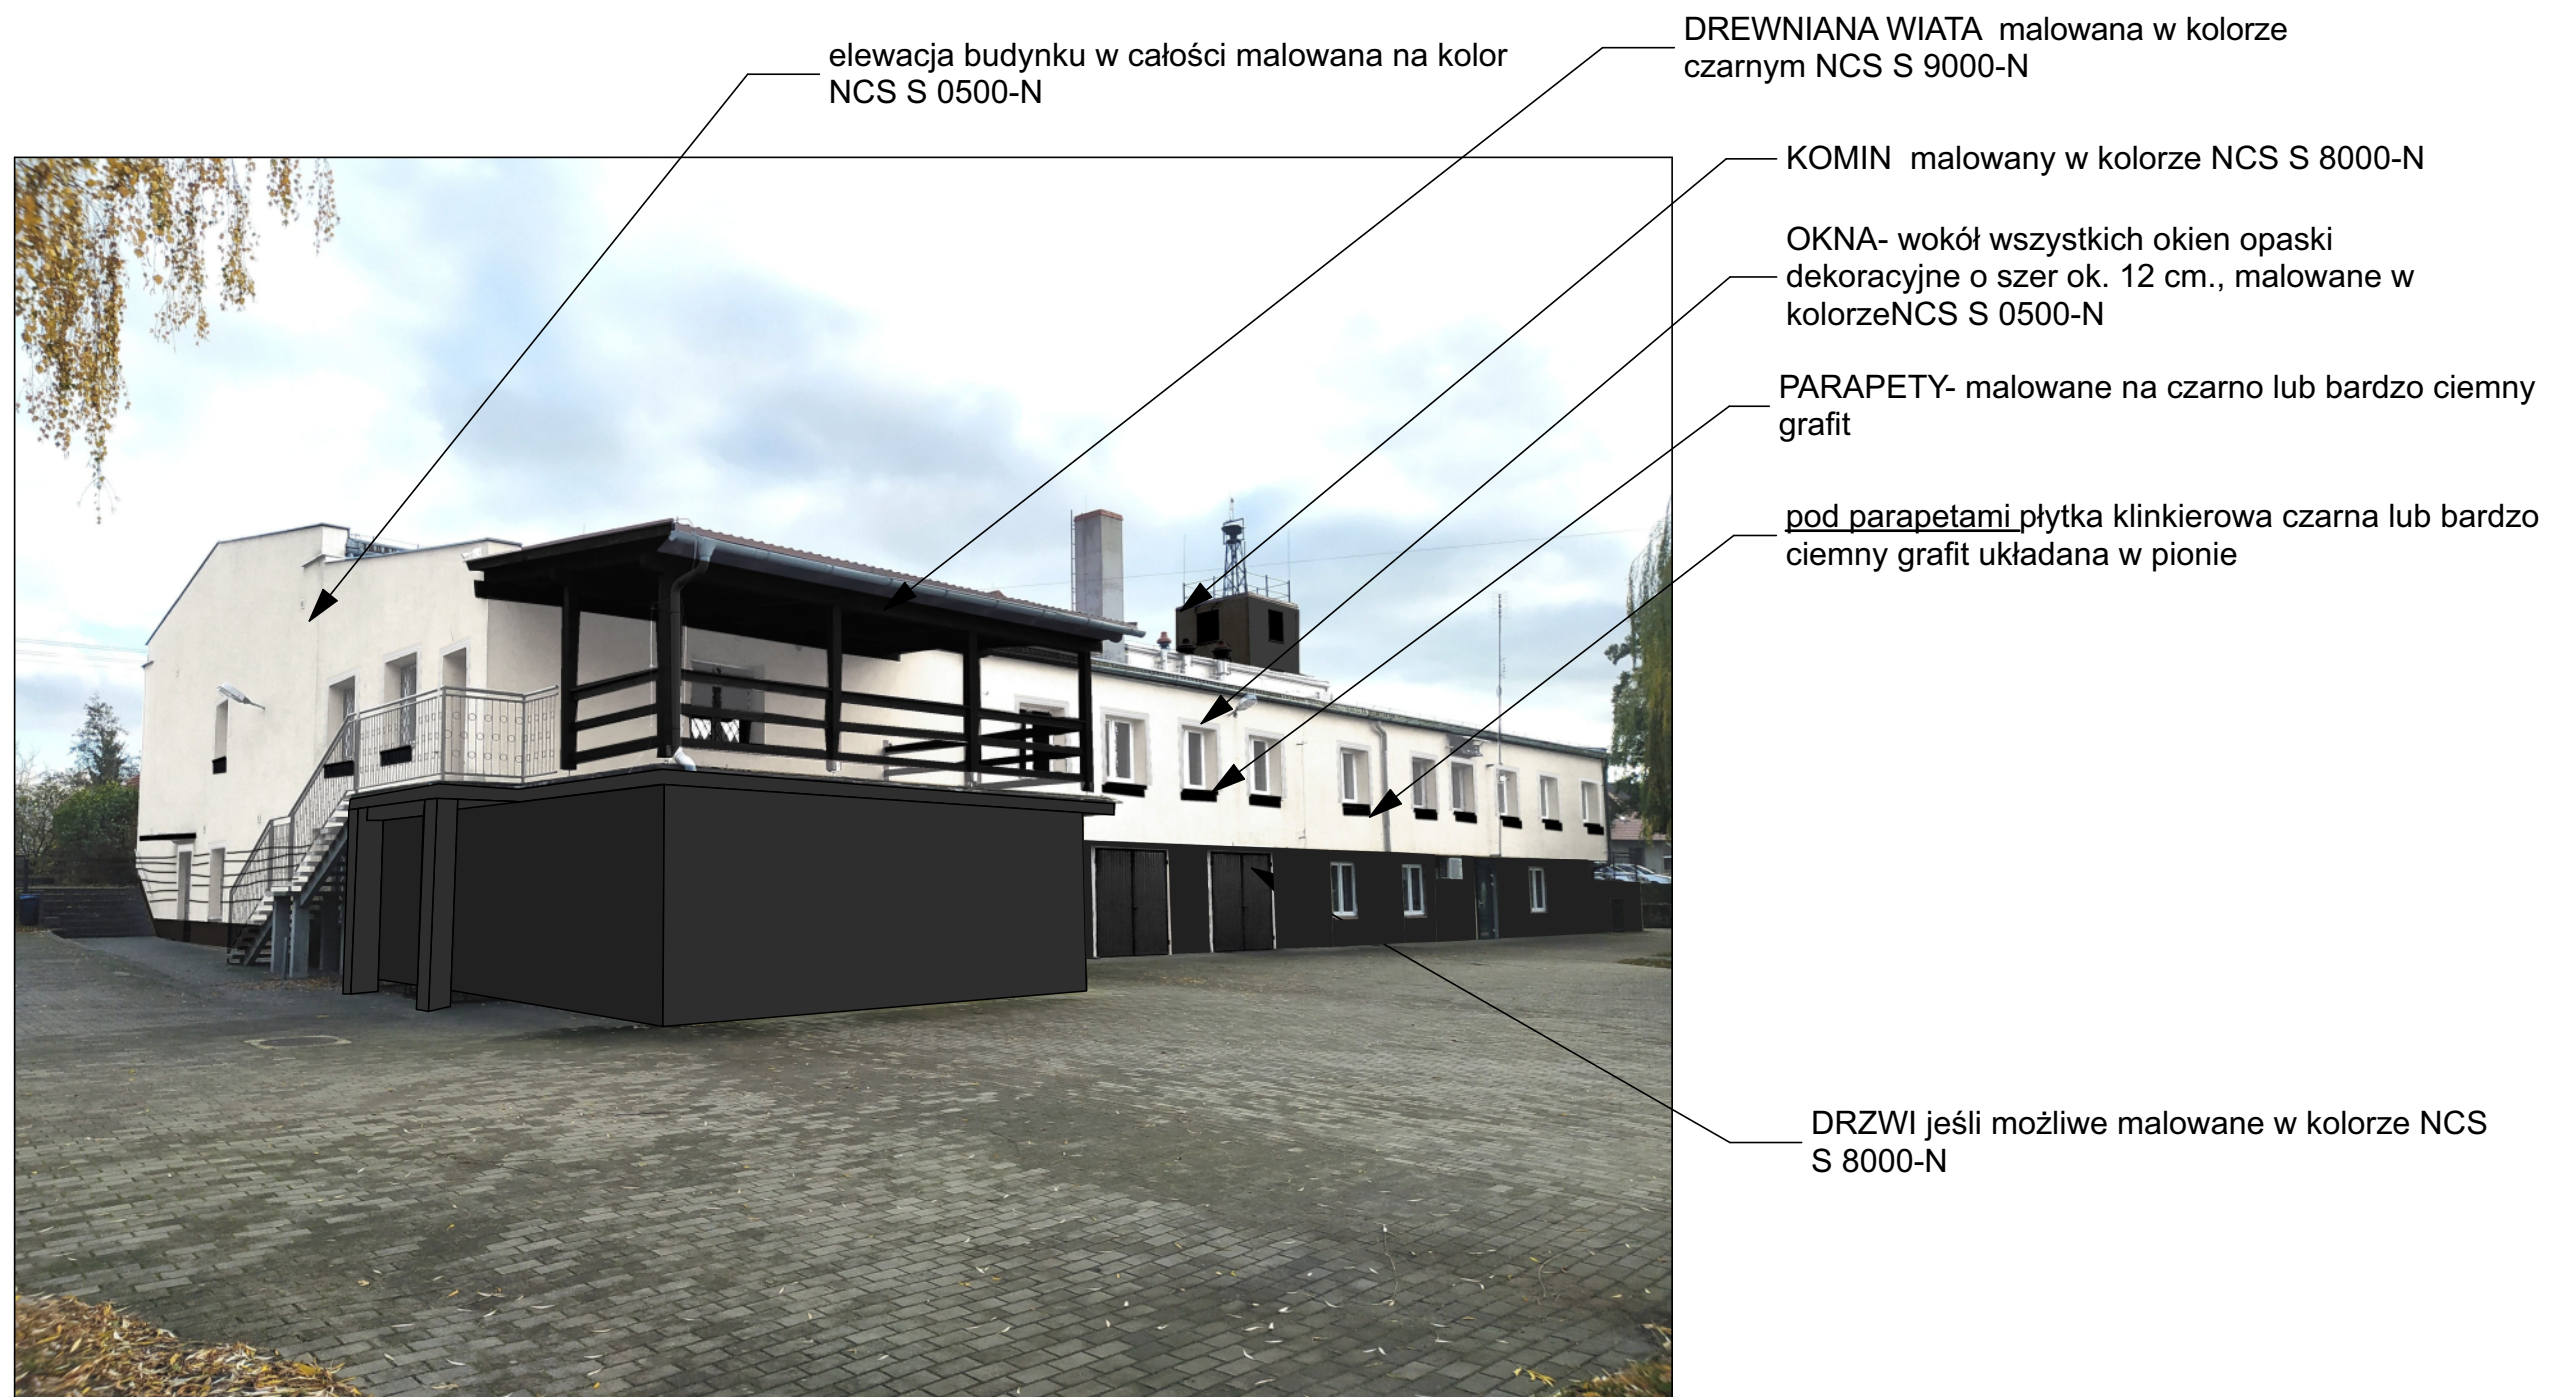 elewacja budynku w całości malowana na kolor
NCS S 0500-N
DREWNIANA WIATA  malowana w kolorze
czarnym NCS S 9000-N
KOMIN  malowany w kolorze NCS S 8000-N
OKNA- wokół wszystkich okien opaski
dekoracyjne o szer ok. 12 cm., malowane w
kolorzeNCS S 0500-N
PARAPETY- malowane na czarno lub bardzo ciemny
grafit
pod parapetami płytka klinkierowa czarna lub bardzo
ciemny grafit układana w pionie
DRZWI jeśli możliwe malowane w kolorze NCS
S 8000-N